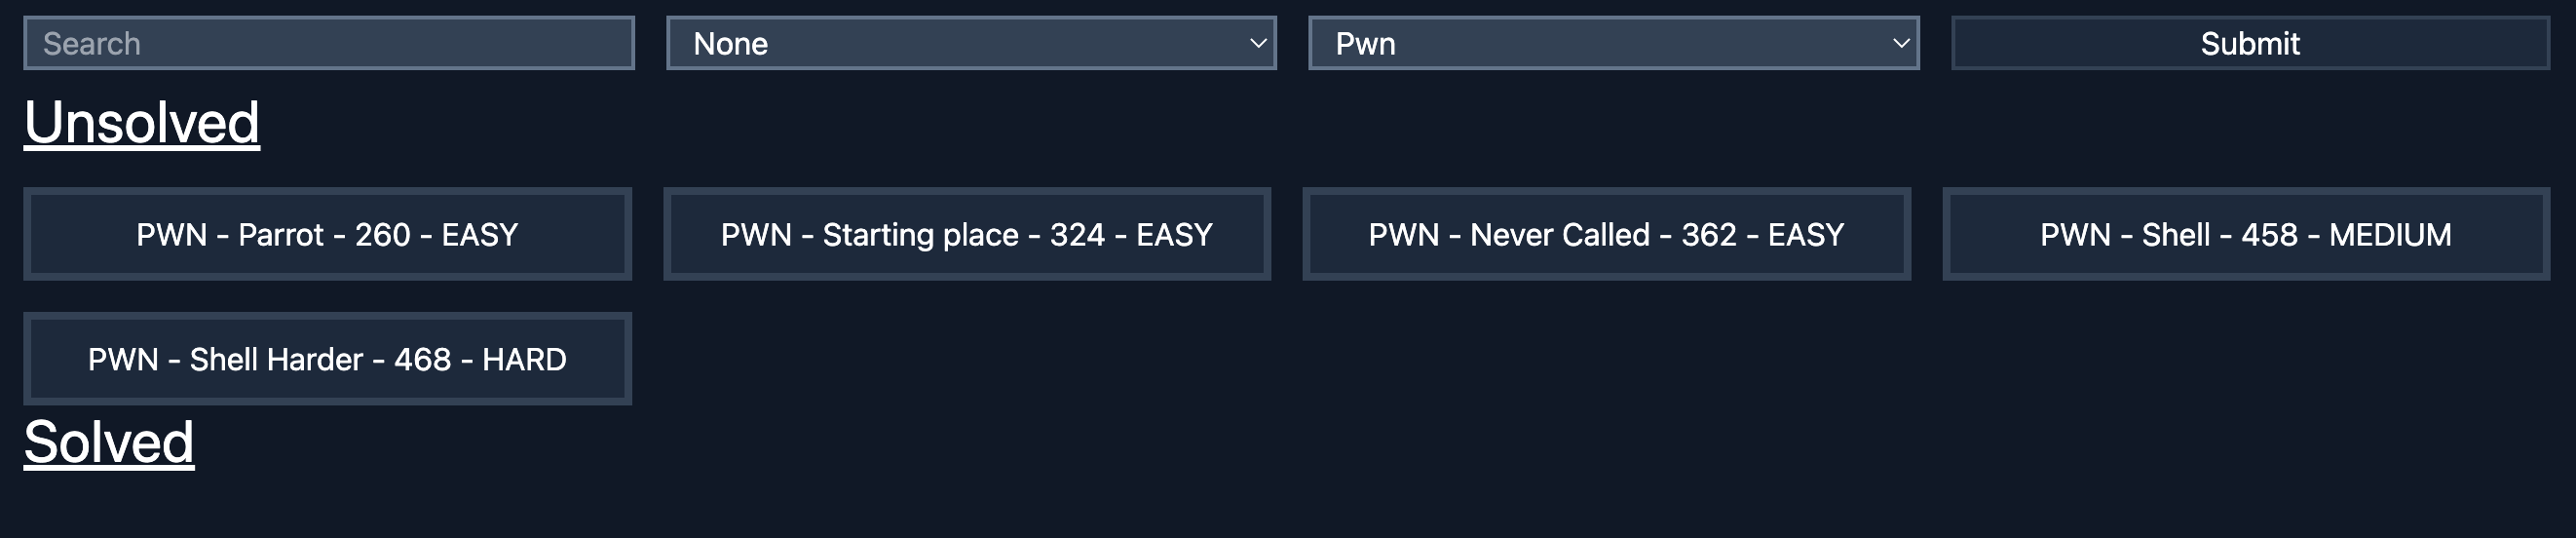 Search None Pwn Submit
Unsolved
PWN - Parrot - 260 - EASY PWN - Starting place - 324 - EASY PWN - Never Called - 362 - EASY PWN - Shell - 458 - MEDIUM
PWN - Shell Harder - 468 - HARD
Solved